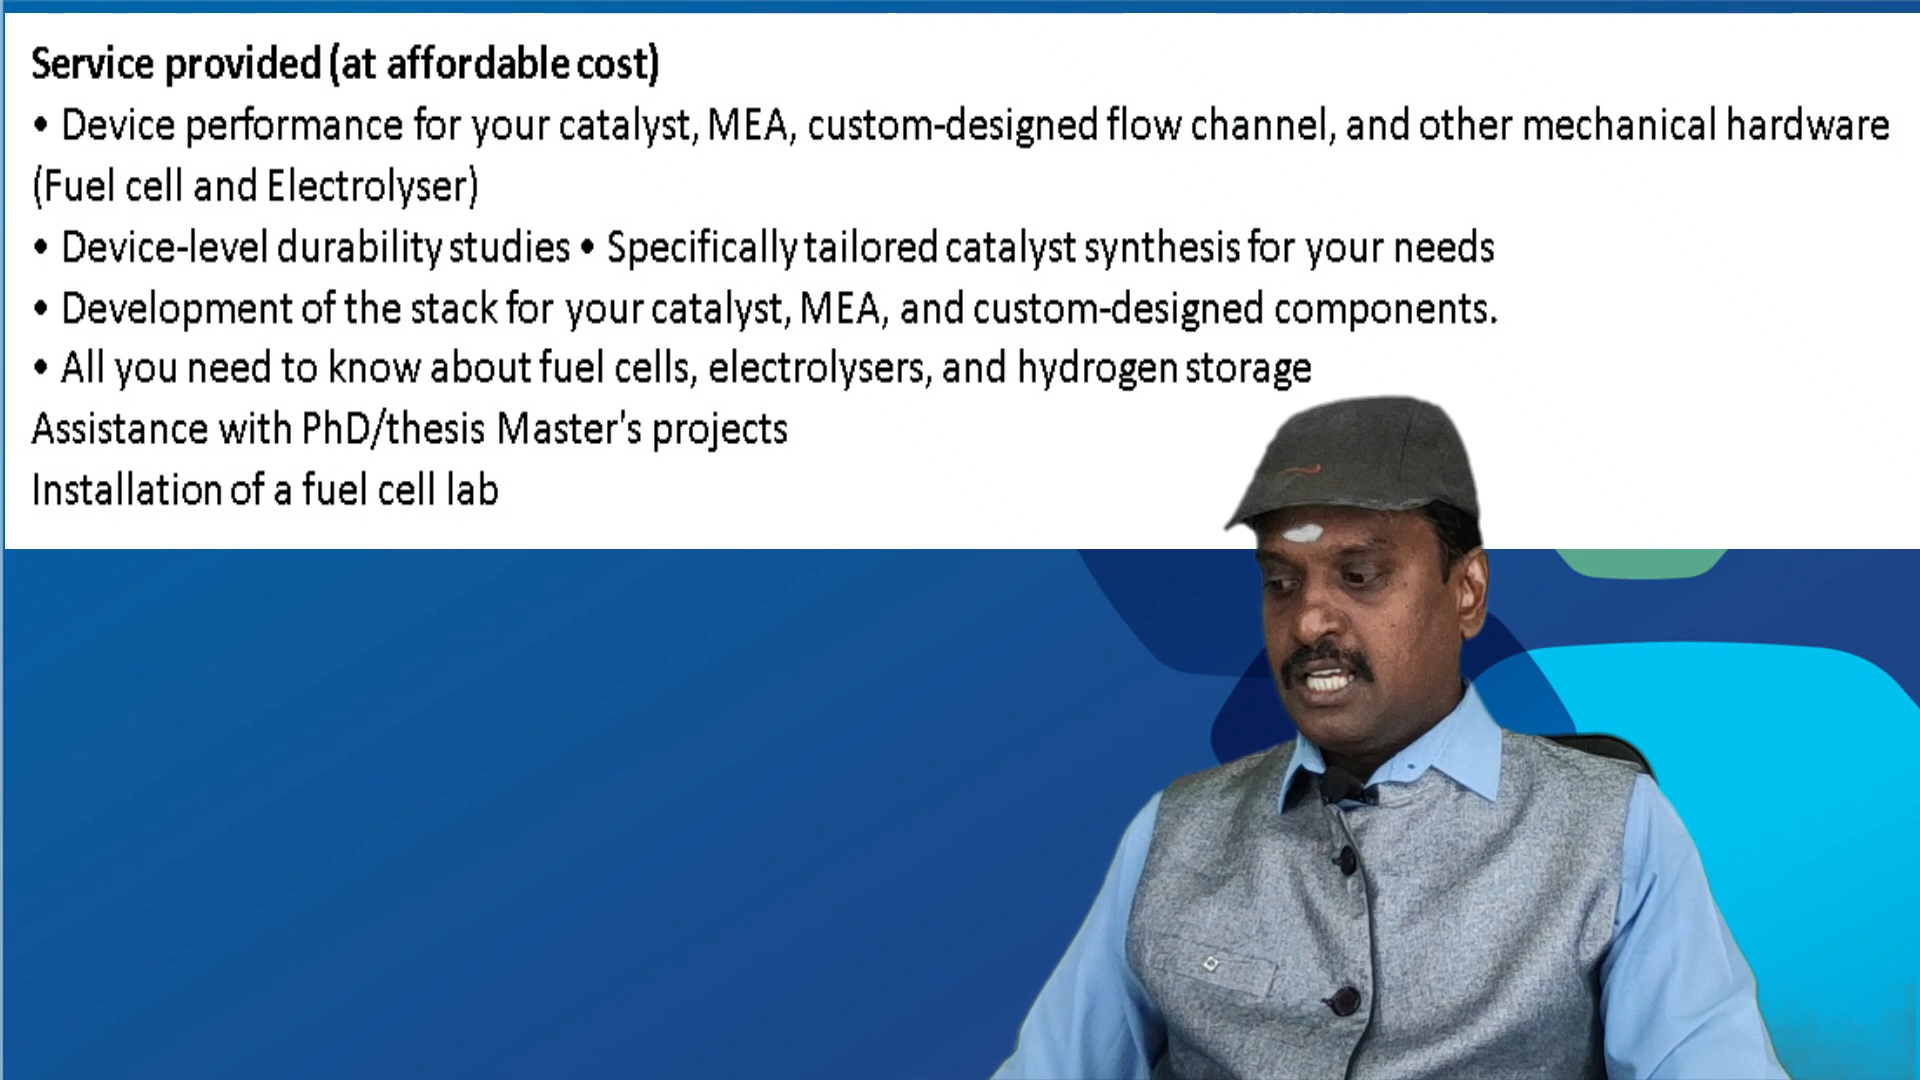 Service provided (at affordable cost)
• Device performance for your catalyst, MEA, custom-designed flow channel, and other mechanical hardware
(Fuel cell and Electrolyser)
• Device-level durability studies • Specifically tailored catalyst synthesis for your needs
• Development of the stack for your catalyst, MEA, and custom-designed components.
• All you need to know about fuel cells, electrolysers, and hydrogen storage
Assistance with PhD/thesis Master's projects
Installation of a fuel cell lab